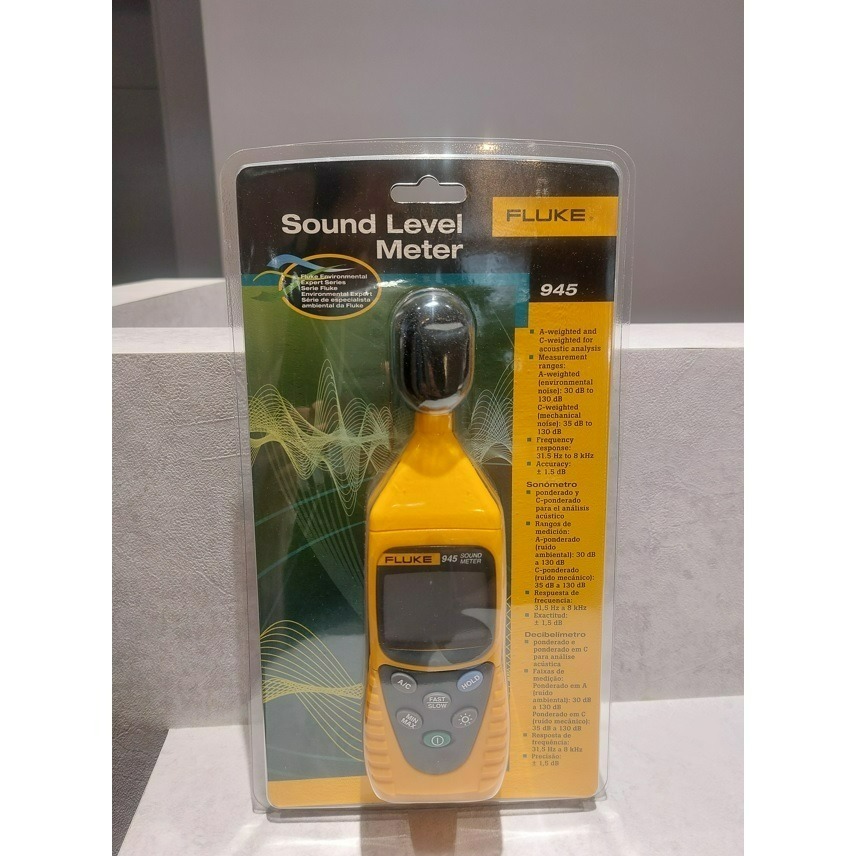 Sound Level
Meter
FLUKE®
945
Fluke Environmental
Expert Series
Serie Fluke
Environmental Expert
Série de especialista
ambiental da Fluke
A-weighted and
C-weighted for
acoustic analysis
Measurement
ranges:
A-weighted
(environmental
noise): 30 dB to
130 dB
C-weighted
(mechanical
noise): 35 dB to
130 dB
Frequency
response:
31.5 Hz to 8 kHz
Accuracy:
± 1.5 dB
Sonómetro
ponderado y
C-ponderado
para el análisis
acústico
Rangos de
medición:
A-ponderado
(ruido
ambiental): 30 dB
a 130 dB
C-ponderado
(ruido mecánico):
35 dB a 130 dB
Respuesta de
frecuencia:
31,5 Hz a 8 kHz
Exactitud:
± 1,5 dB
Decibelímetro
ponderado e
ponderado em C
para análise
acústica
Faixas de
medição:
Ponderado em A
(ruído
ambiental): 30 dB
a 130 dB
Ponderado em C
(ruído mecânico):
35 dB a 130 dB
Resposta de
frequência:
31,5 Hz a 8 kHz
Precisão:
± 1,5 dB
FLUKE 945 SOUND
METER
A/C
HOLD
FAST
SLOW
MIN
MAX